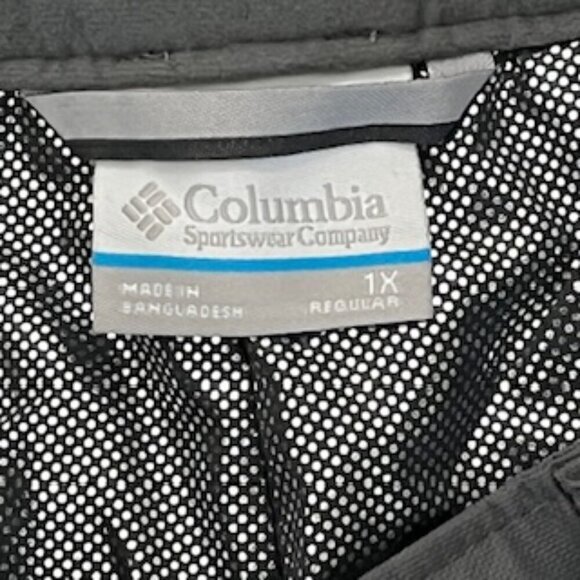 Columbia
Sportswear Company
MADE IN 1X
BANGLADESH REGULAR